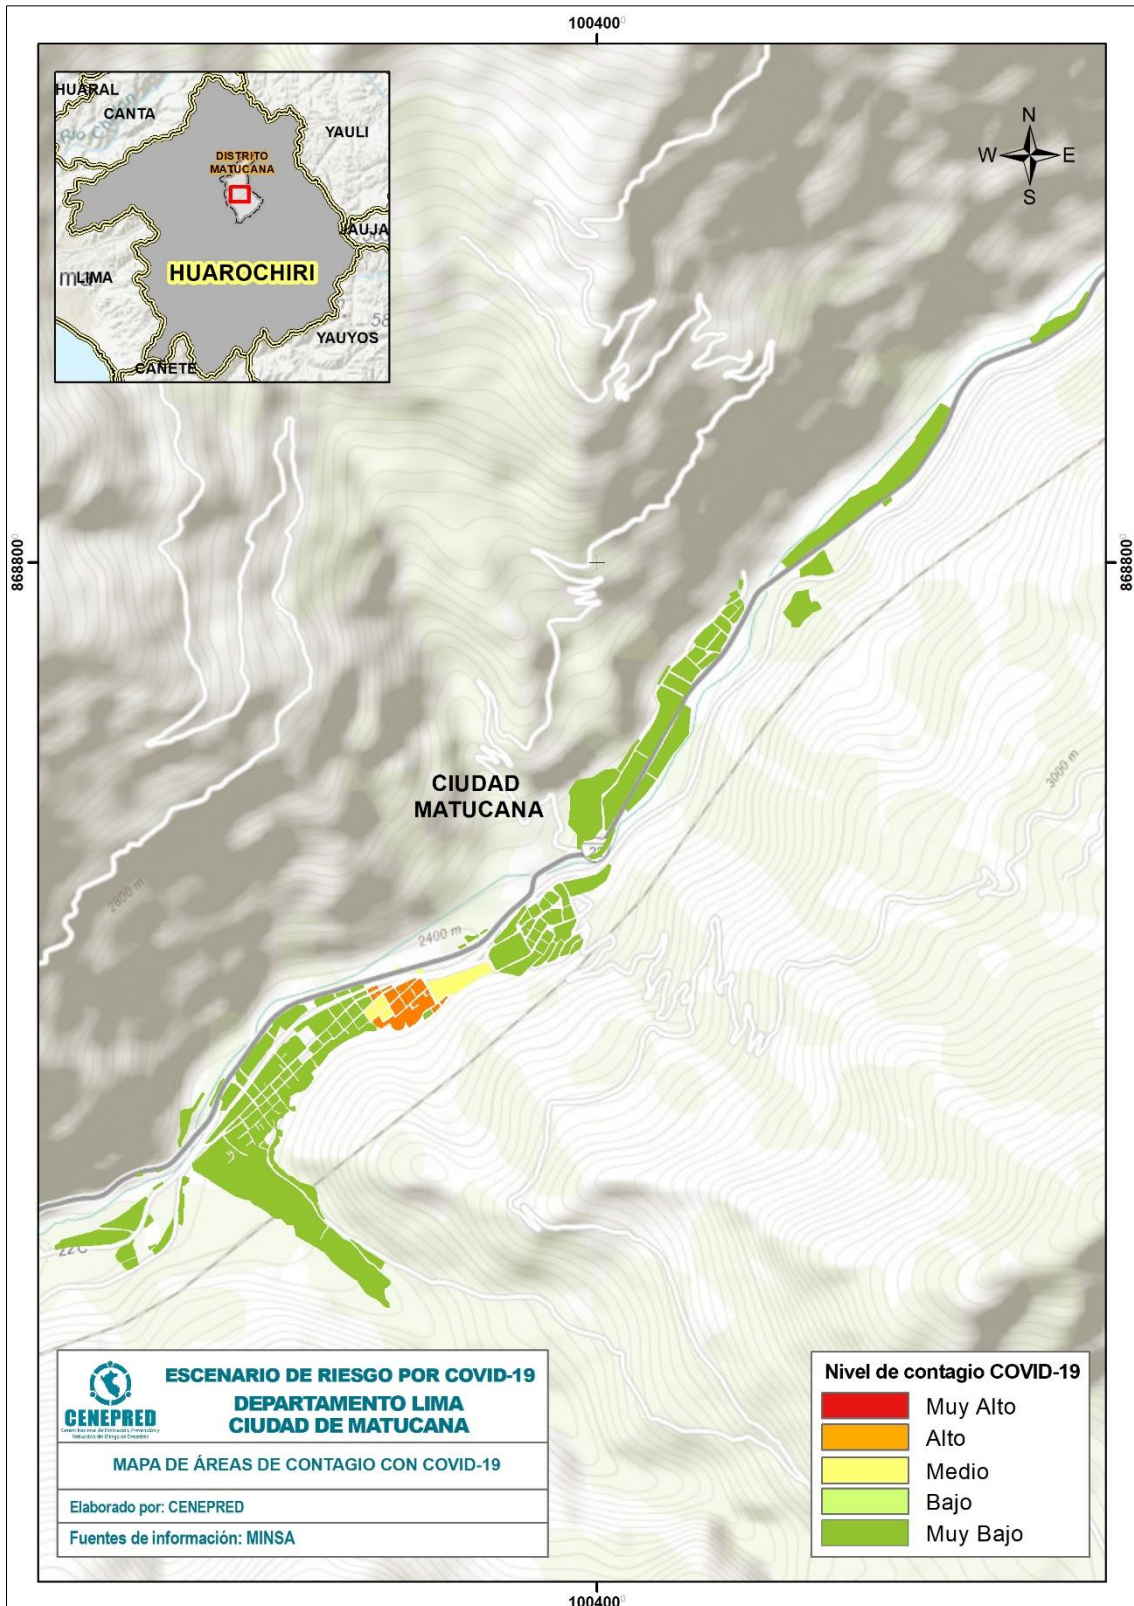 100400
HUARAL
CANTA
YAULI
DISTRITO
MATUCANA
JAUJA
LIMA
HUAROCHIRI
YAUYOS
CAÑETE
N
W
E
S
868800
868800
CIUDAD
MATUCANA
3000 m
2800 m
2400 m
22
CENEPRED
ESCENARIO DE RIESGO POR COVID-19
DEPARTAMENTO LIMA
CIUDAD DE MATUCANA
MAPA DE ÁREAS DE CONTAGIO CON COVID-19
Elaborado por: CENEPRED
Fuentes de información: MINSA
Nivel de contagio COVID-19
Muy Alto
Alto
Medio
Bajo
Muy Bajo
100400